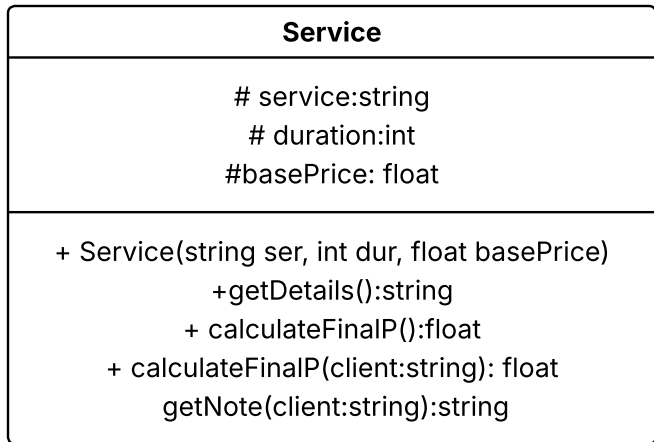 Service
# service:string
# duration:int
#basePrice: float
+ Service(string ser, int dur, float basePrice)
+getDetails():string
+ calculateFinalP():float
+ calculateFinalP(client:string): float
getNote(client:string):string